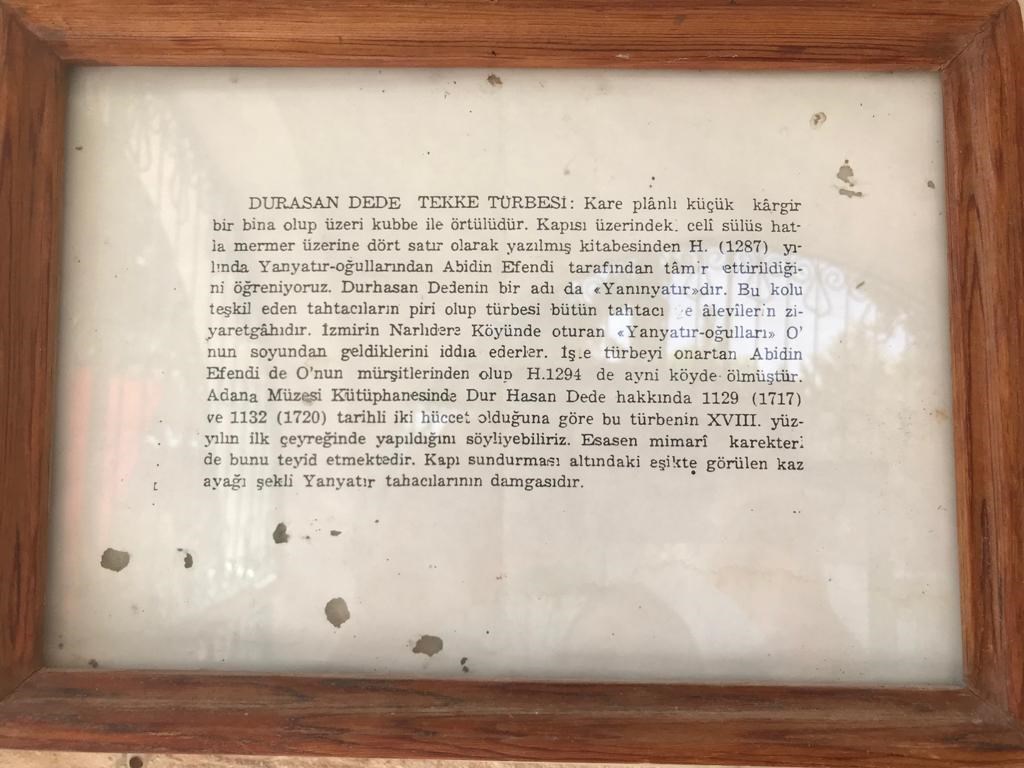 DURASAN DEDE TEKKE TÜRBESİ: Kare plânlı küçük kârgir
bir bina olup üzeri kubbe ile örtülüdür. Kapısı üzerindek. celî sülüs hat-
la mermer üzerine dört satır olarak yazılmış kitabesinden H. (1287) yı-
lında Yanyatır-oğullarından Abidin Efendi tarafından tâmir ettirildiği-
ni öğreniyoruz. Durhasan Dedenin bir adı da «Yanınyatır»dır. Bu kolu
teşkil eden tahtacıların piri olup türbesi bütün tahtacı ve âlevîlerin zi-
yaretgâhıdır. İzmirin Narlıdere Köyünde oturan «Yanyatır-oğulları» O'
nun soyundan geldiklerini iddia ederler. İşte türbeyi onartan Abidin
Efendi de O'nun mürşitlerinden olup H.1294 de ayni köyde ölmüştür.
Adana Müzesi Kütüphanesinde Dur Hasan Dede hakkında 1129 (1717)
ve 1132 (1720) tarihli iki hüccet olduğuna göre bu türbenin XVIII. yüz-
yılın ilk çeyreğinde yapıldığını söyliyebiliriz. Esasen mimarî karekteri
de bunu teyid etmektedir. Kapı sundurması altındaki eşikte görülen kaz
ayağı şekli Yanyatır tahacılarının damgasıdır.